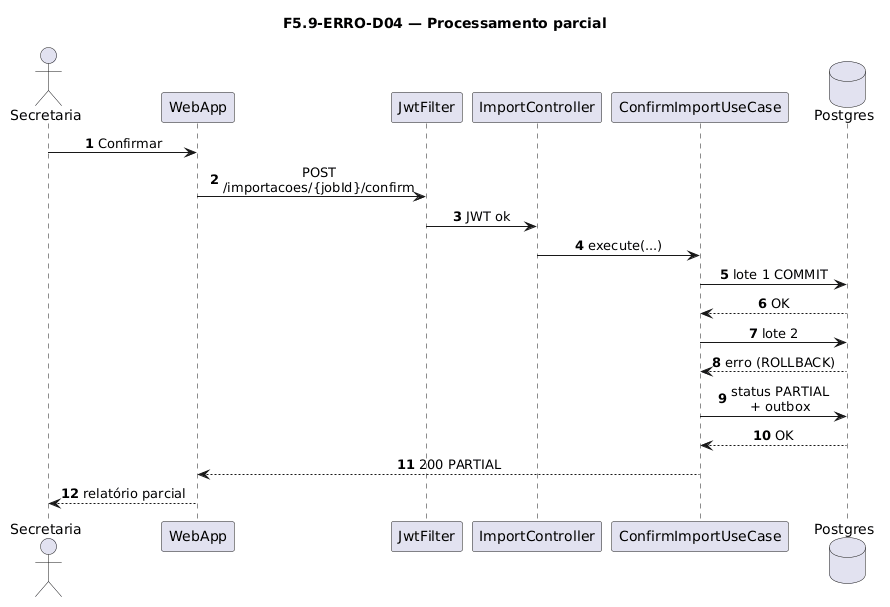 F5.9-ERRO-D04 — Processamento parcial
Secretaria
WebApp
JwtFilter
ImportController
ConfirmImportUseCase
Postgres
1 Confirmar
2 POST
/importacoes/{jobId}/confirm
3 JWT ok
4 execute(...)
5 lote 1 COMMIT
6 OK
7 lote 2
8 erro (ROLLBACK)
9 status PARTIAL
+ outbox
10 OK
11 200 PARTIAL
12 relatório parcial
Secretaria
WebApp
JwtFilter
ImportController
ConfirmImportUseCase
Postgres